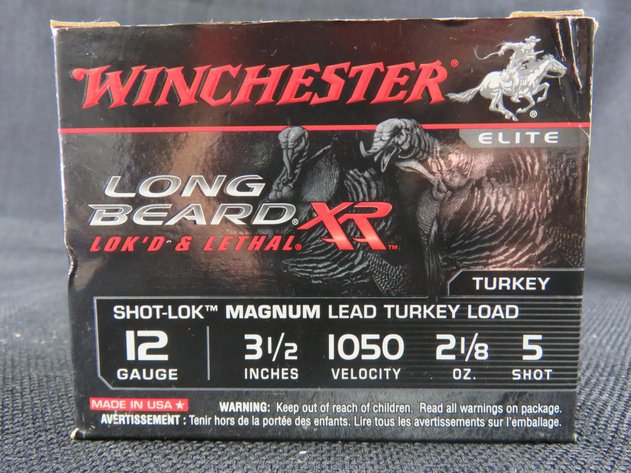 WINCHESTER®
ELITE
LONG
BEARD® XR™
LOK'D & LETHAL®
TURKEY
SHOT-LOK™ MAGNUM LEAD TURKEY LOAD
12 3 1/2 1050 2 1/8 5
GAUGE INCHES VELOCITY OZ. SHOT
MADE IN USA
WARNING: Keep out of reach of children. Read all warnings on package.
AVERTISSEMENT : Tenir hors de la portée des enfants. Lire tous les avertissements sur l'emballage.